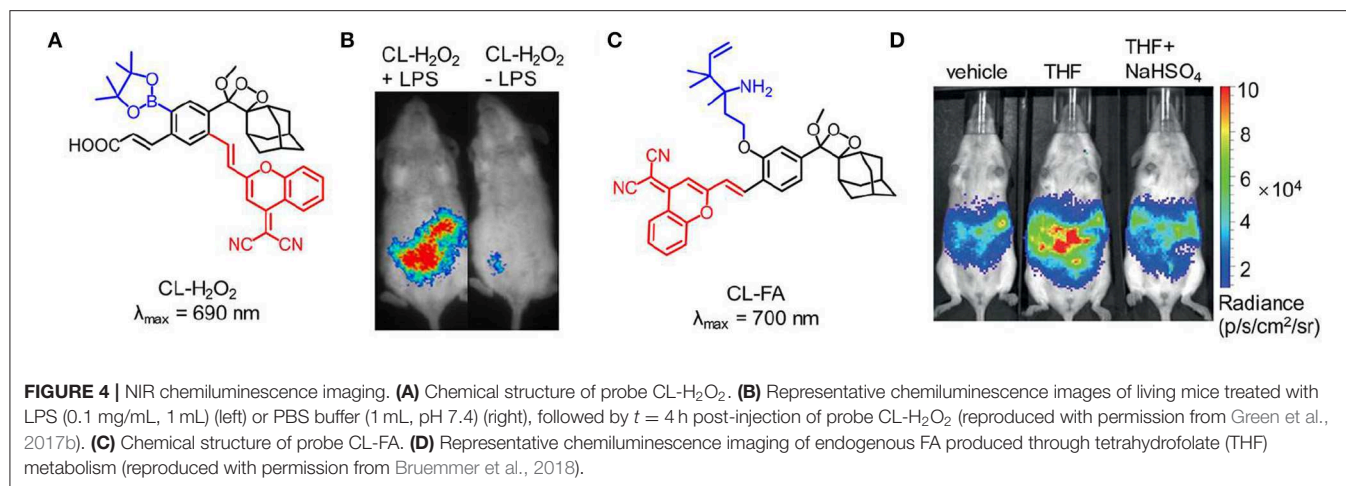 (A)
HOOC
O
O
B
O
O
O
O
NC
CN
CL-H₂O₂
λmax = 690 nm
(B)
CL-H₂O₂ CL-H₂O₂
+ LPS - LPS
(C)
NH₂
O
O
O
O
CN
NC
O
CL-FA
λmax = 700 nm
(D)
vehicle THF THF+
NaHSO₄
10
8
6
×10⁴
4
2
Radiance
(p/s/cm²/sr)
FIGURE 4 | NIR chemiluminescence imaging. (A) Chemical structure of probe CL-H₂O₂. (B) Representative chemiluminescence images of living mice treated with
LPS (0.1 mg/mL, 1 mL) (left) or PBS buffer (1 mL, pH 7.4) (right), followed by t = 4 h post-injection of probe CL-H₂O₂ (reproduced with permission from Green et al.,
2017b). (C) Chemical structure of probe CL-FA. (D) Representative chemiluminescence imaging of endogenous FA produced through tetrahydrofolate (THF)
metabolism (reproduced with permission from Bruemmer et al., 2018).